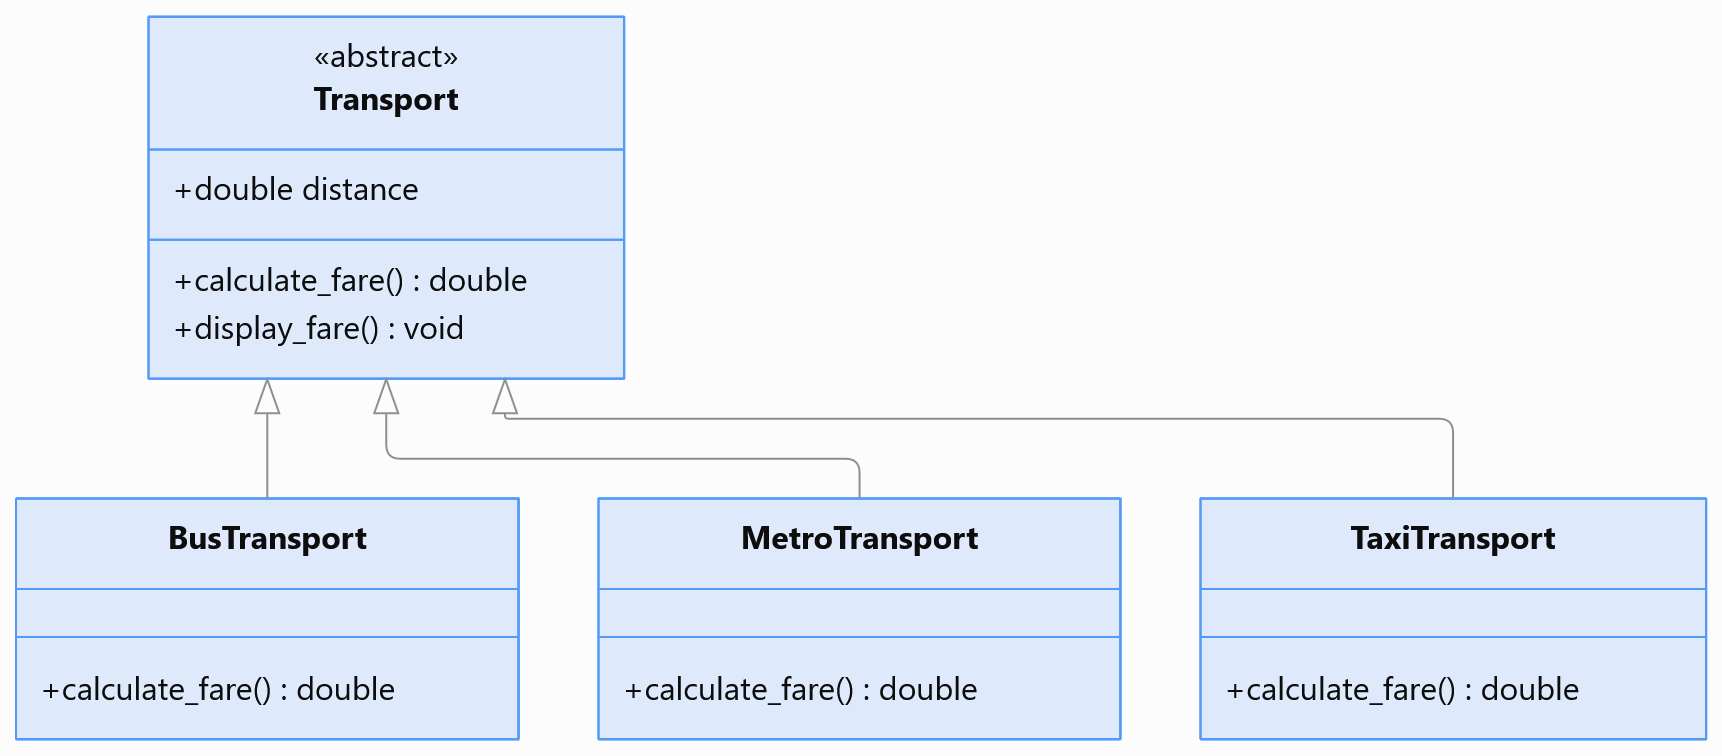 «abstract»
Transport
+double distance
+calculate_fare() : double
+display_fare() : void
BusTransport
+calculate_fare() : double
MetroTransport
+calculate_fare() : double
TaxiTransport
+calculate_fare() : double